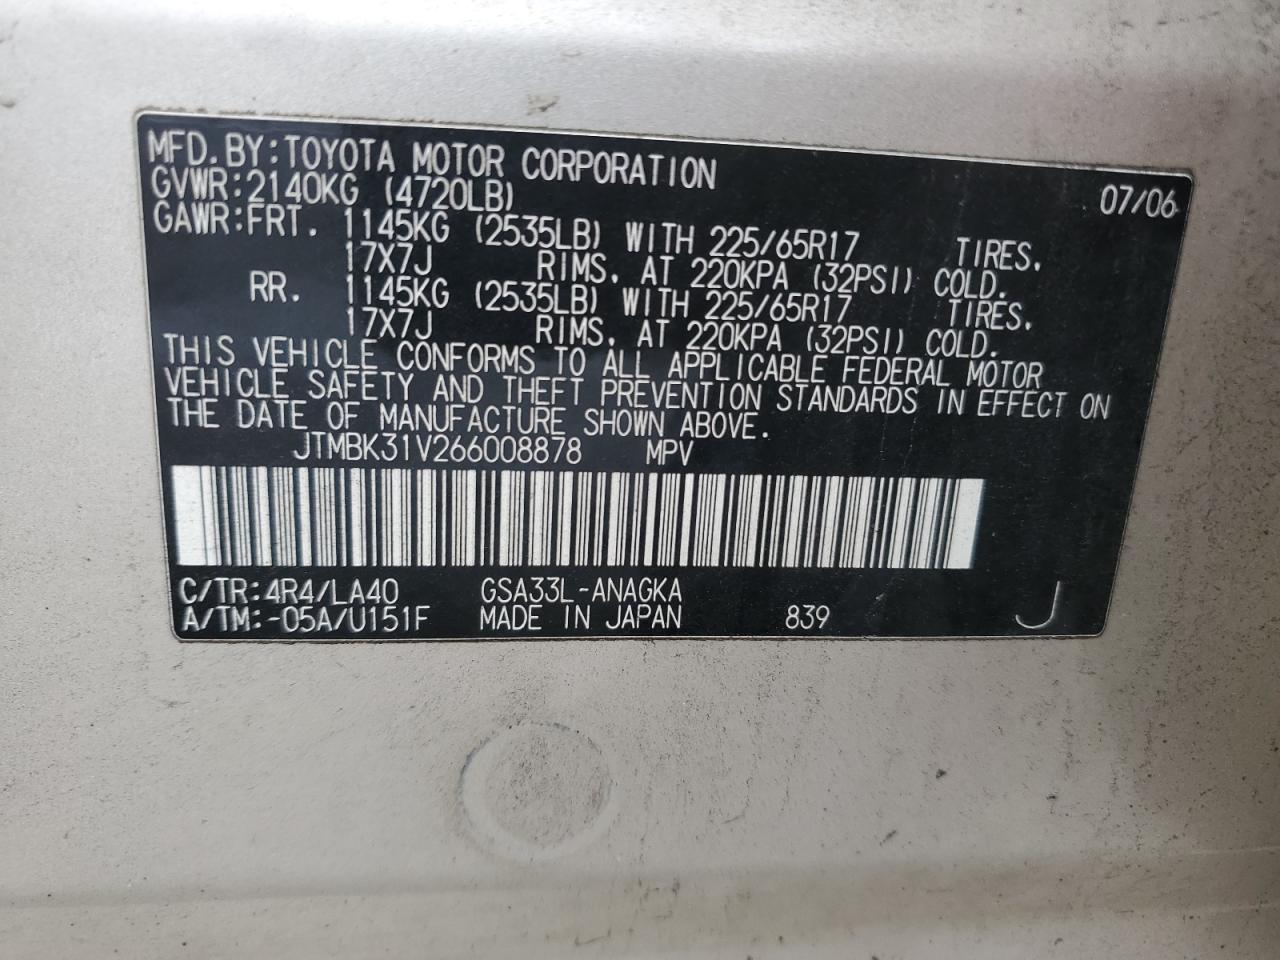 MFD.BY:TOYOTA MOTOR CORPORATION 07/06
GVWR:2140KG (4720LB)
GAWR:FRT. 1145KG (2535LB) WITH 225/65R17 TIRES.
17X7J RIMS. AT 220KPA (32PSI) COLD.
RR. 1145KG (2535LB) WITH 225/65R17 TIRES.
17X7J RIMS. AT 220KPA (32PSI) COLD.
THIS VEHICLE CONFORMS TO ALL APPLICABLE FEDERAL MOTOR
VEHICLE SAFETY AND THEFT PREVENTION STANDARDS IN EFFECT ON
THE DATE OF MANUFACTURE SHOWN ABOVE.
JTMBK31V266008878 MPV
C/TR:4R4/LA40 GSA33L-ANAGKA
A/TM:-05A/U151F MADE IN JAPAN 839 J